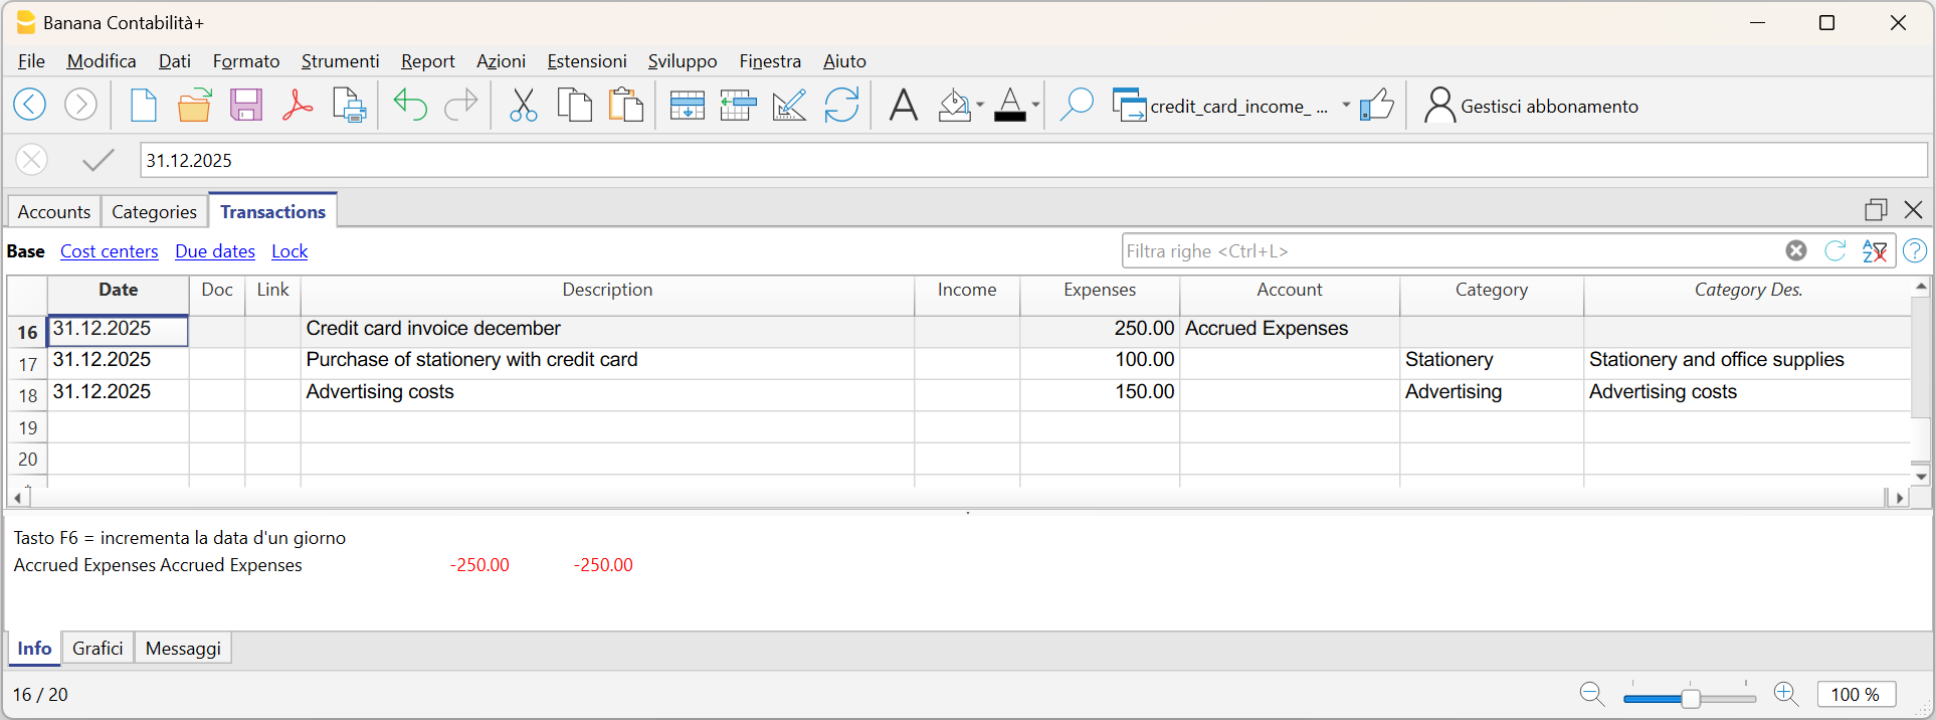 Banana Contabilità+
File Modifica Dati Formato Strumenti Report Azioni Estensioni Sviluppo Finestra Aiuto
credit_card_income_ ... Gestisci abbonamento
31.12.2025
Accounts Categories Transactions
Base Cost centers Due dates Lock Filtra righe <Ctrl+L>
Date Doc Link Description Income Expenses Account Category Category Des.
16 31.12.2025 Credit card invoice december 250.00 Accrued Expenses
17 31.12.2025 Purchase of stationery with credit card 100.00 Stationery Stationery and office supplies
18 31.12.2025 Advertising costs 150.00 Advertising Advertising costs
19
20
Tasto F6 = incrementa la data d'un giorno
Accrued Expenses Accrued Expenses -250.00 -250.00
Info Grafici Messaggi
16 / 20 100 %